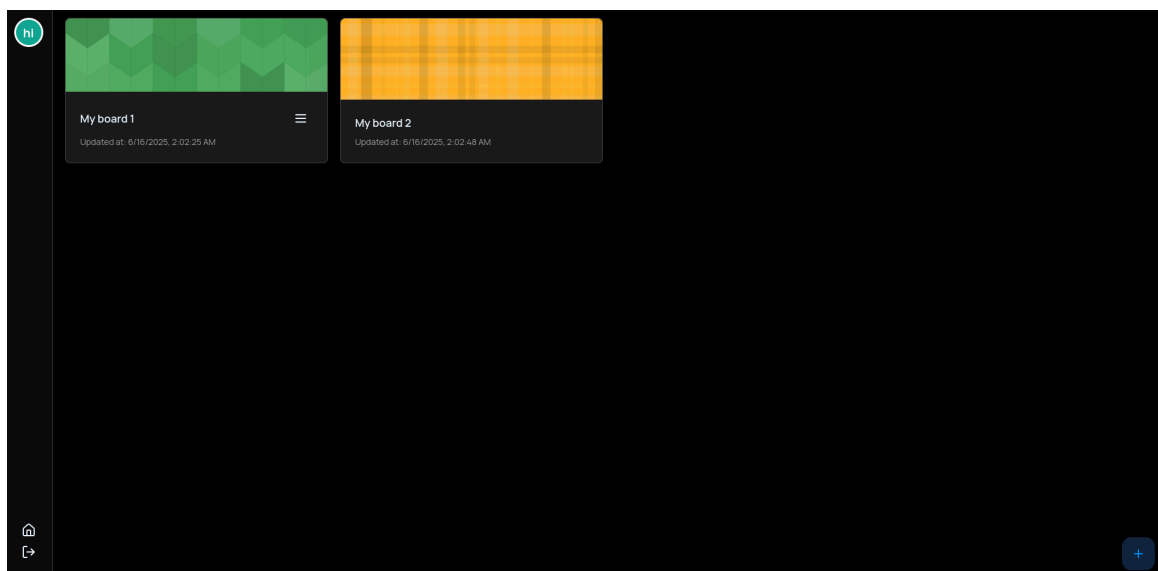 hi
My board 1
Updated at: 6/16/2025, 2:02:25 AM
My board 2
Updated at: 6/16/2025, 2:02:48 AM